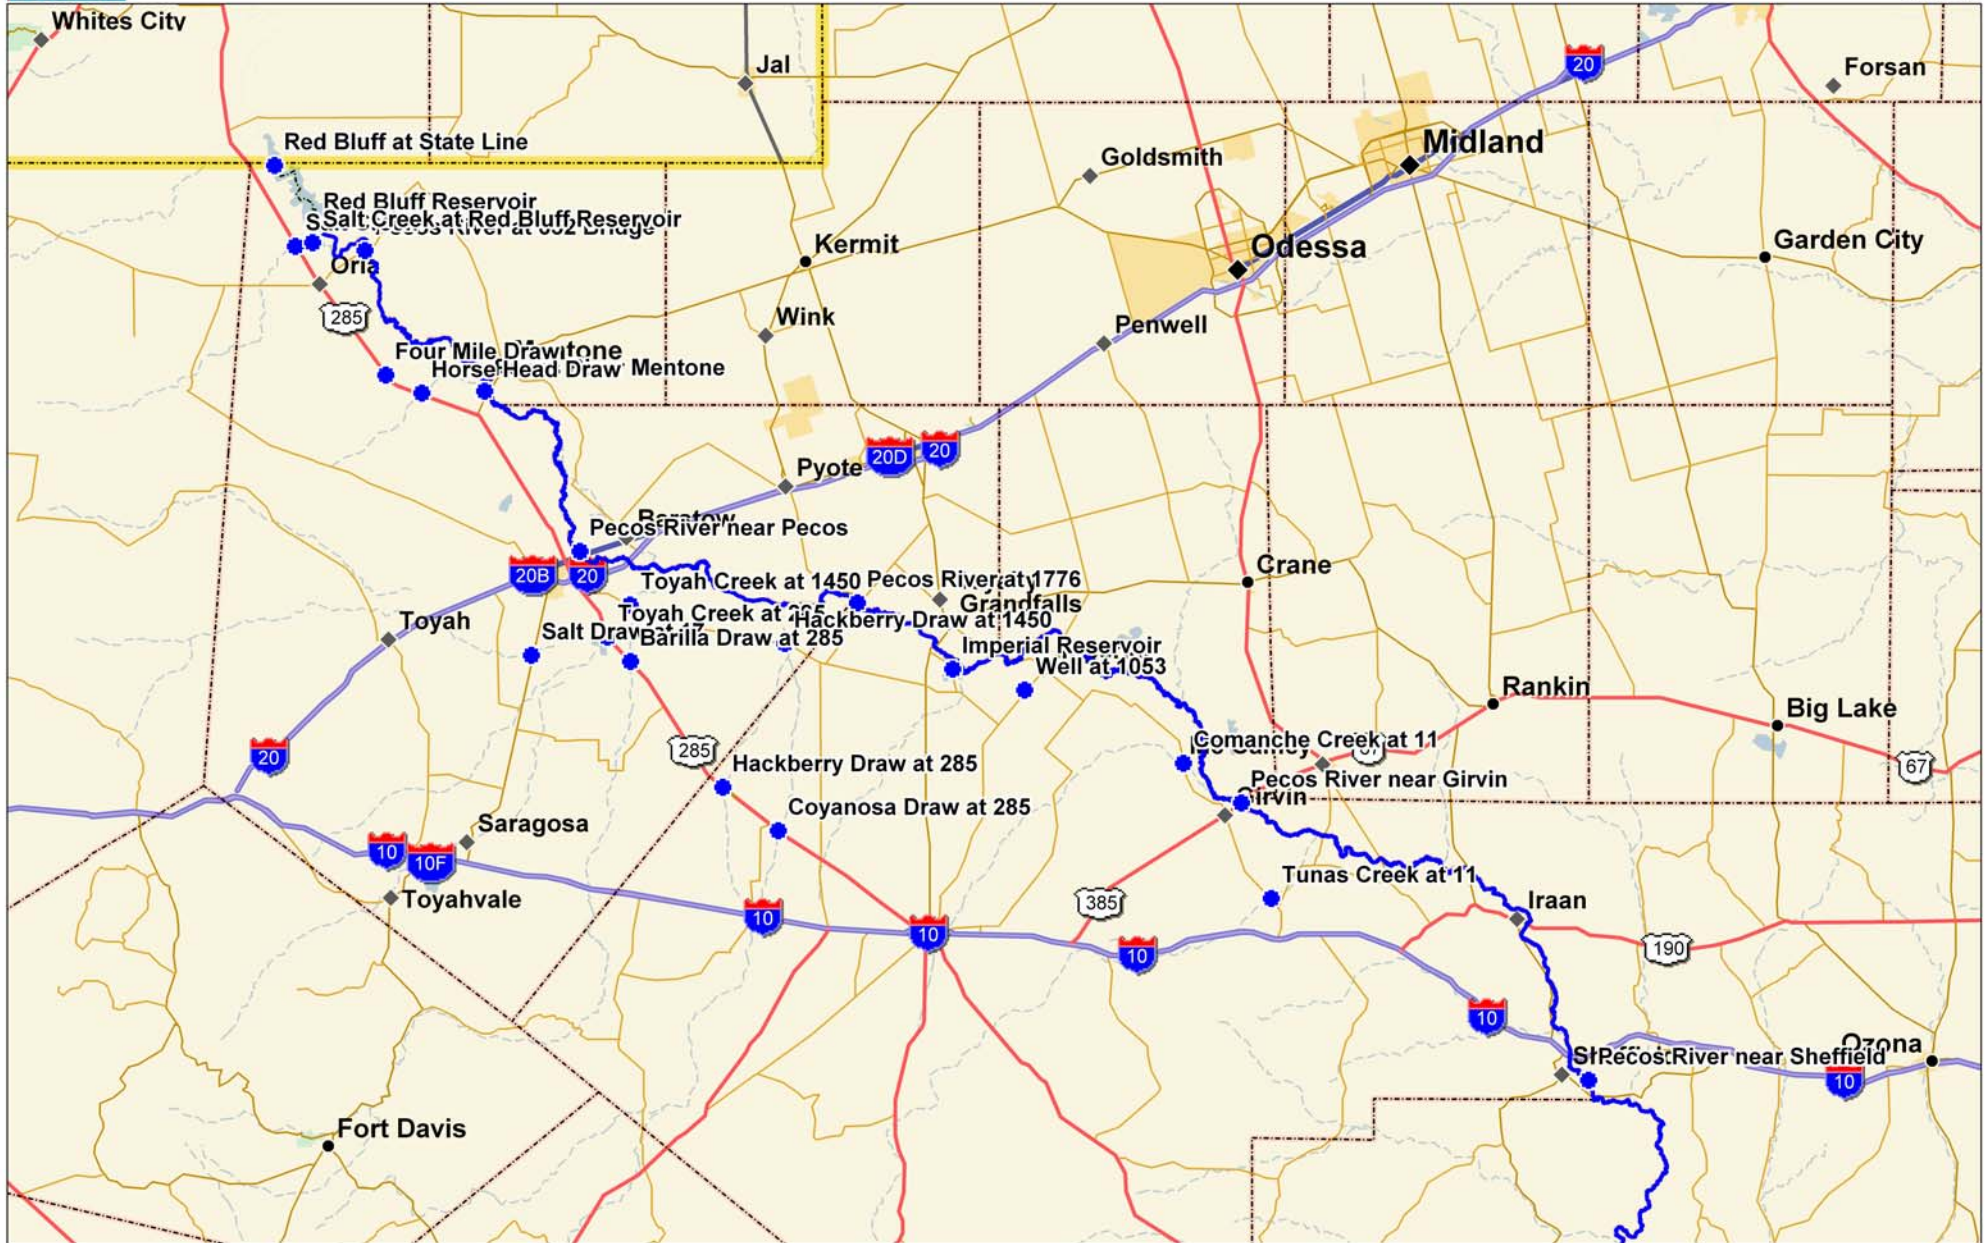 Whites City
Jal
20
Forsan
Red Bluff at State Line
Midland
Goldsmith
Red Bluff Reservoir
Salt Creek at Red Bluff Reservoir
Kermit
Odessa
Garden City
285
Wink
Penwell
Four Mile Draw
Horse Head Draw
Mentone
20D
20
Pyote
Pecos River near Pecos
20B
20
Toyah Creek at 1450
Pecos River at 1776
Crane
Grandfalls
Toyah
Toyah Creek at
Hackberry Draw at 1450
Salt Draw
Barilla Draw at 285
Imperial Reservoir
Well at 1053
Rankin
Big Lake
20
285
Comanche Creek at 11
67
Hackberry Draw at 285
Pecos River near Girvin
Girvin
Coyanosa Draw at 285
Saragosa
10
10F
Tunas Creek at 11
Toyahvale
385
Iraan
10
10
10
190
10
Ozona
Pecos River near Sheffield
10
Fort Davis